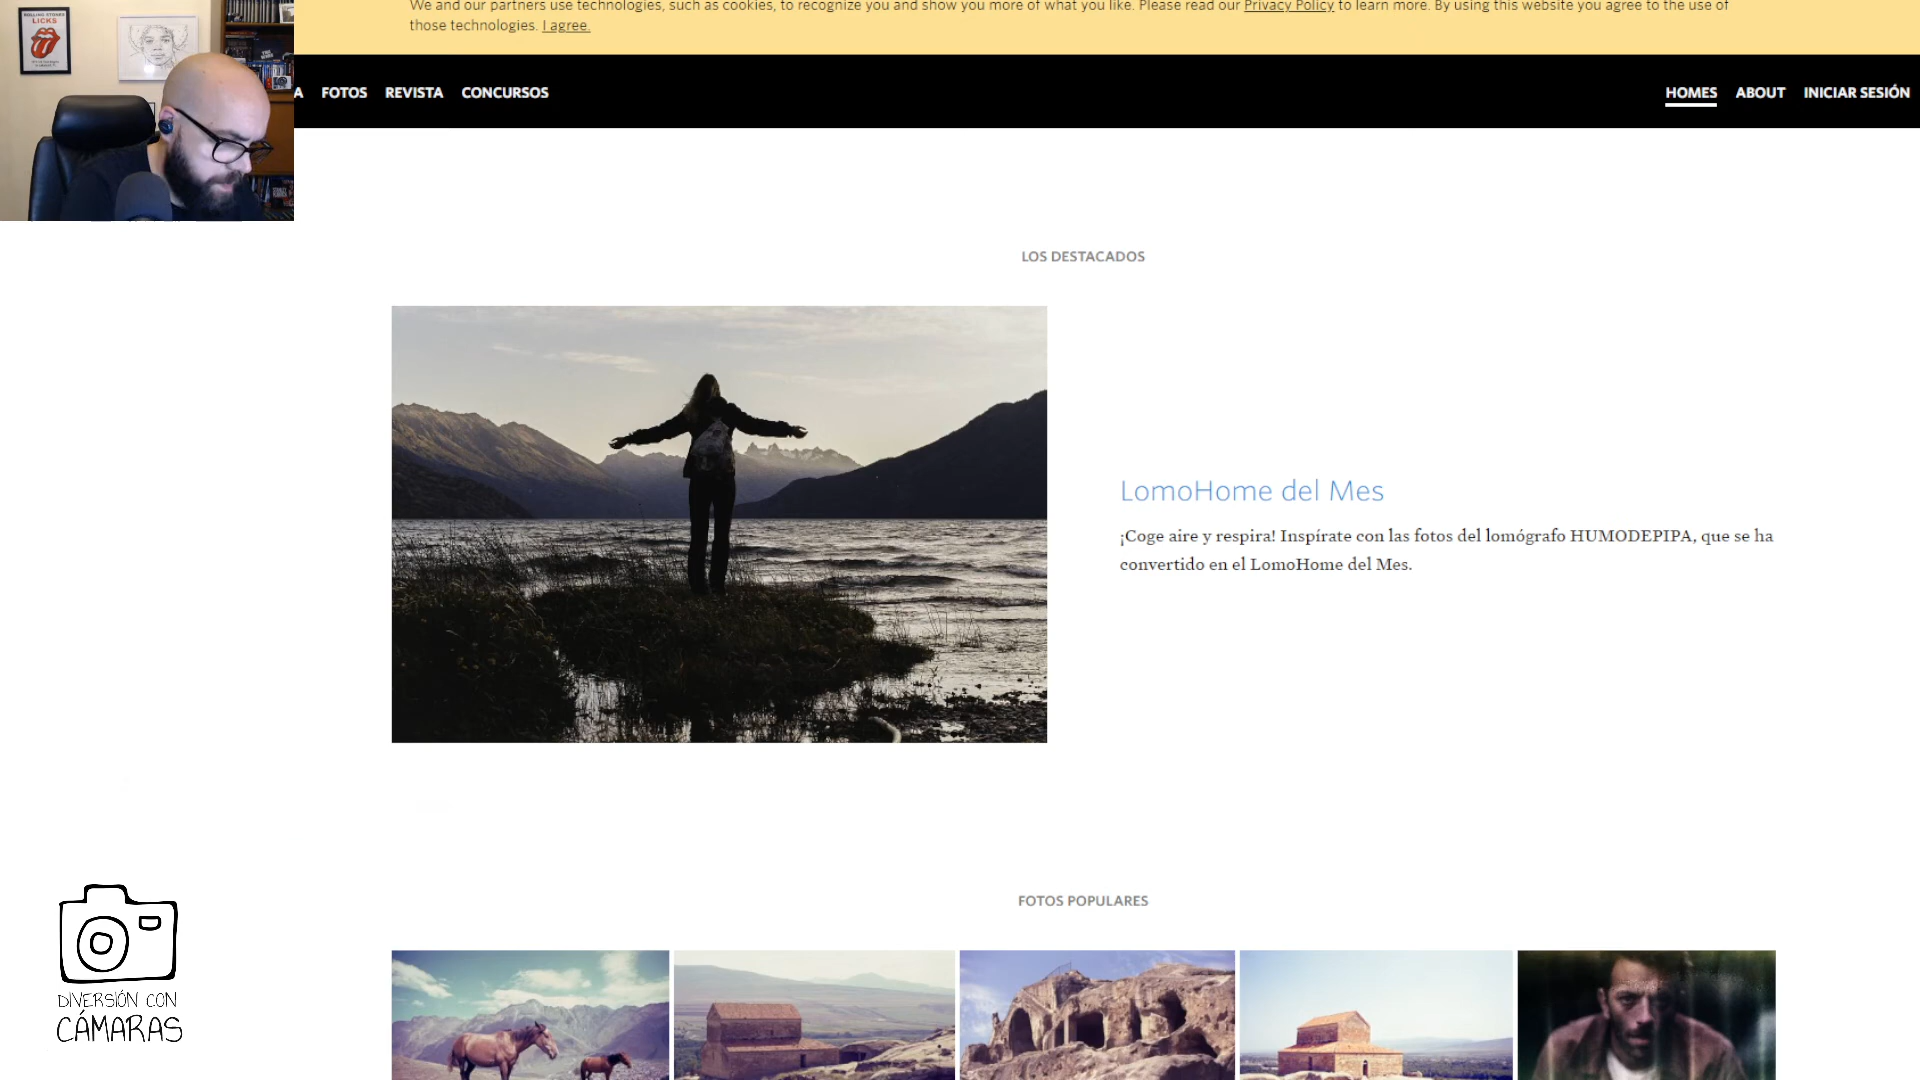 We and our partners use technologies, such as cookies, to recognize you and show you more of what you like. Please read our Privacy Policy to learn more. By using this website you agree to the use of
those technologies. I agree.
A FOTOS REVISTA CONCURSOS HOMES ABOUT INICIAR SESIÓN
LICKS
LOS DESTACADOS
LomoHome del Mes
¡Coge aire y respira! Inspírate con las fotos del lomógrafo HUMODEPIPA, que se ha
convertido en el LomoHome del Mes.
FOTOS POPULARES
DIVERSIÓN CON
CÁMARAS